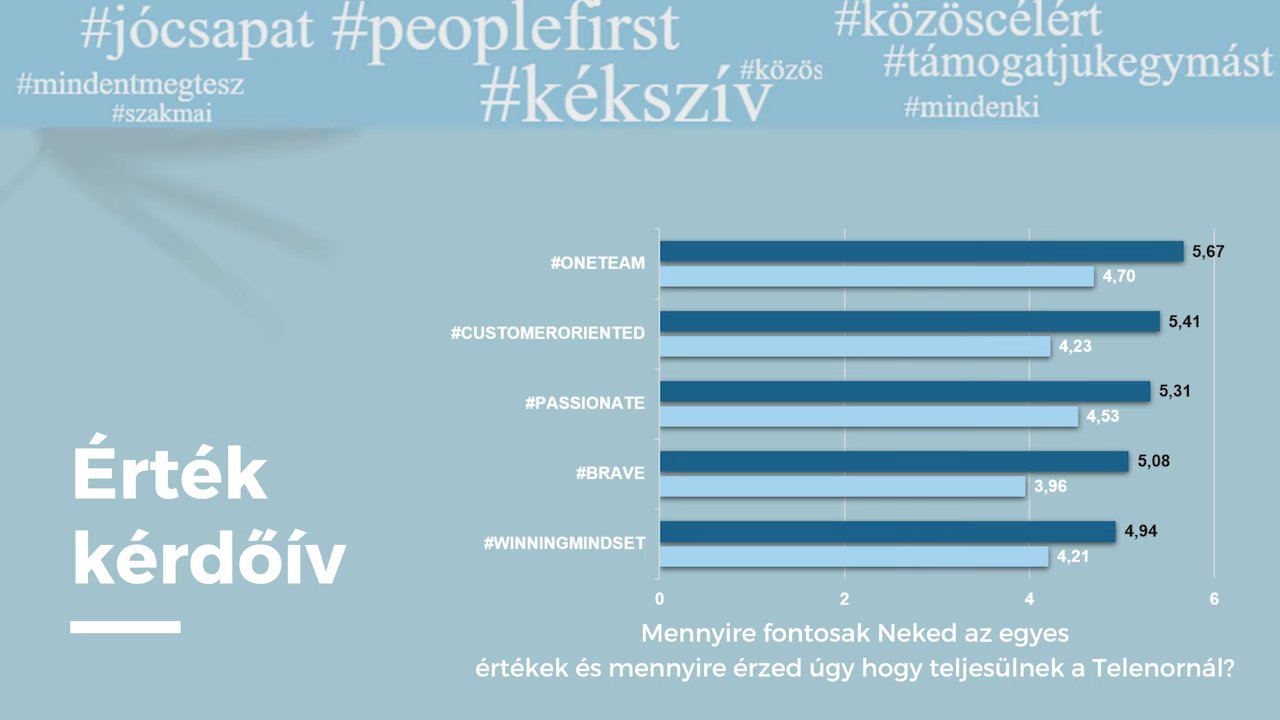 #jócsapat #peoplefirst #közöscélért
#mindentmegtesz #kékszív #közös #támogatjukegymást
#szakmai #mindenki
#ONETEAM 5,67
4,70
#CUSTOMERORIENTED 5,41
4,23
#PASSIONATE 5,31
4,53
#BRAVE 5,08
3,96
#WINNINGMINDSET 4,94
4,21
0 2 4 6
Érték
kérdőív
Mennyire fontosak Neked az egyes
értékek és mennyire érzed úgy hogy teljesülnek a Telenornál?